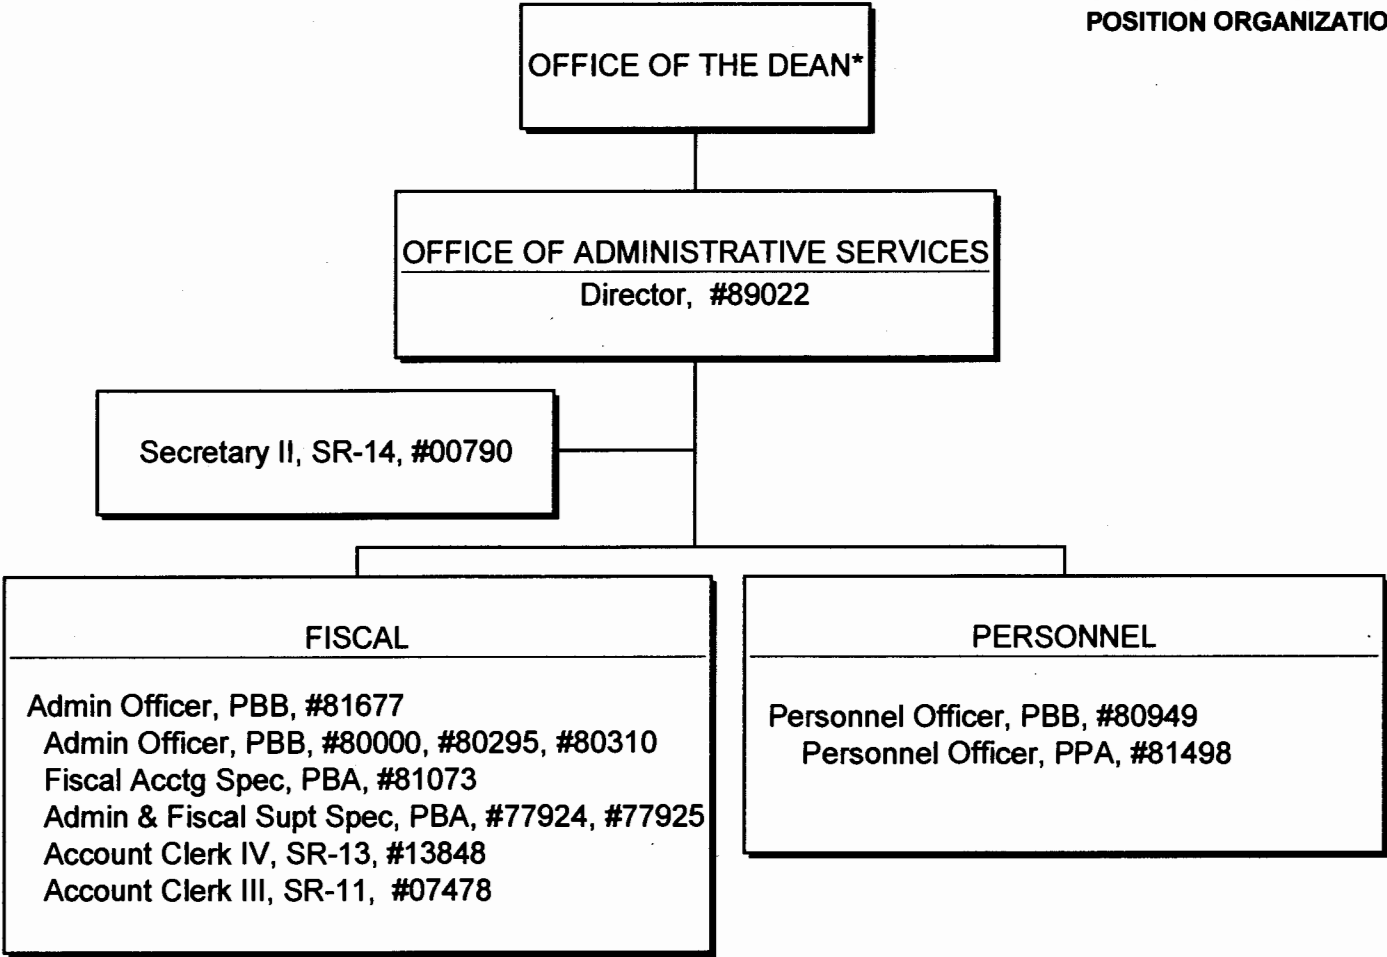 POSITION ORGANIZATIO
OFFICE OF THE DEAN*
OFFICE OF ADMINISTRATIVE SERVICES
Director, #89022
Secretary II, SR-14, #00790
FISCAL
Admin Officer, PBB, #81677
Admin Officer, PBB, #80000, #80295, #80310
Fiscal Acctg Spec, PBA, #81073
Admin & Fiscal Supt Spec, PBA, #77924, #77925
Account Clerk IV, SR-13, #13848
Account Clerk III, SR-11, #07478
PERSONNEL
Personnel Officer, PBB, #80949
Personnel Officer, PPA, #81498